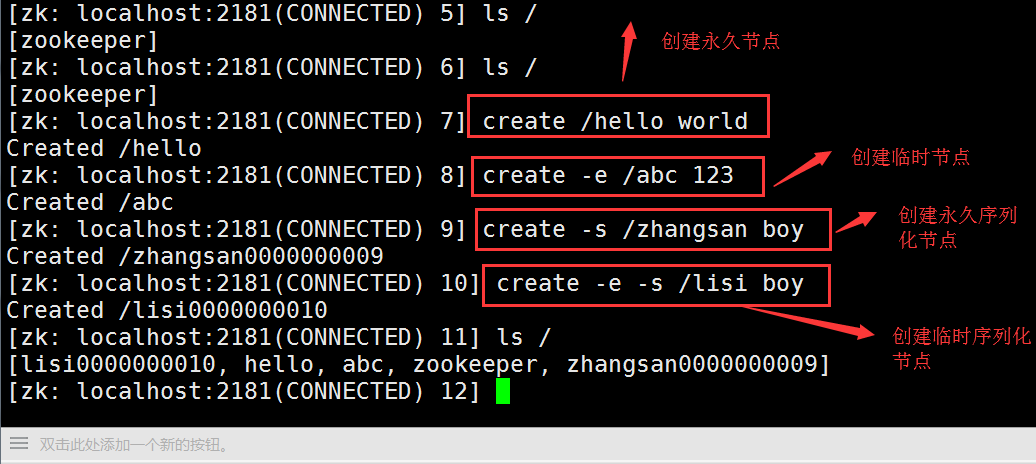 [zk: localhost:2181(CONNECTED) 5] ls /
[zookeeper]
创建永久节点
[zk: localhost:2181(CONNECTED) 6] ls /
[zookeeper]
[zk: localhost:2181(CONNECTED) 7] create /hello world
Created /hello
创建临时节点
[zk: localhost:2181(CONNECTED) 8] create -e /abc 123
Created /abc
[zk: localhost:2181(CONNECTED) 9] create -s /zhangsan boy
创建永久序列
化节点
Created /zhangsan0000000009
[zk: localhost:2181(CONNECTED) 10] create -e -s /lisi boy
Created /lisi0000000010
[zk: localhost:2181(CONNECTED) 11] ls /
创建临时序列化
节点
[lisi0000000010, hello, abc, zookeeper, zhangsan0000000009]
[zk: localhost:2181(CONNECTED) 12]
双击此处添加一个新的按钮。